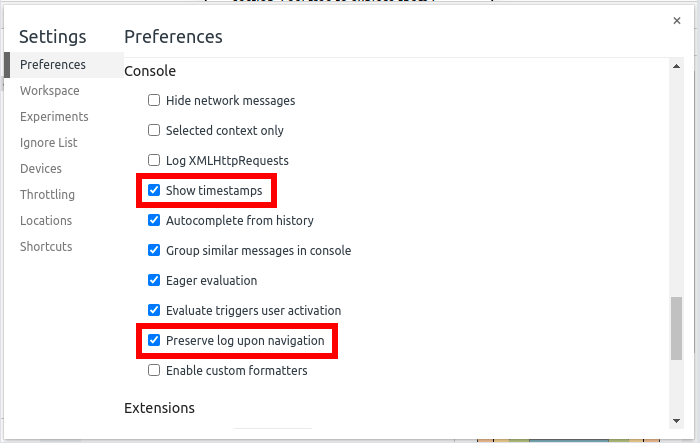 Settings
Preferences
Workspace
Experiments
Ignore List
Devices
Throttling
Locations
Shortcuts
Preferences
Console
Hide network messages
Selected context only
Log XMLHttpRequests
Show timestamps
Autocomplete from history
Group similar messages in console
Eager evaluation
Evaluate triggers user activation
Preserve log upon navigation
Enable custom formatters
Extensions